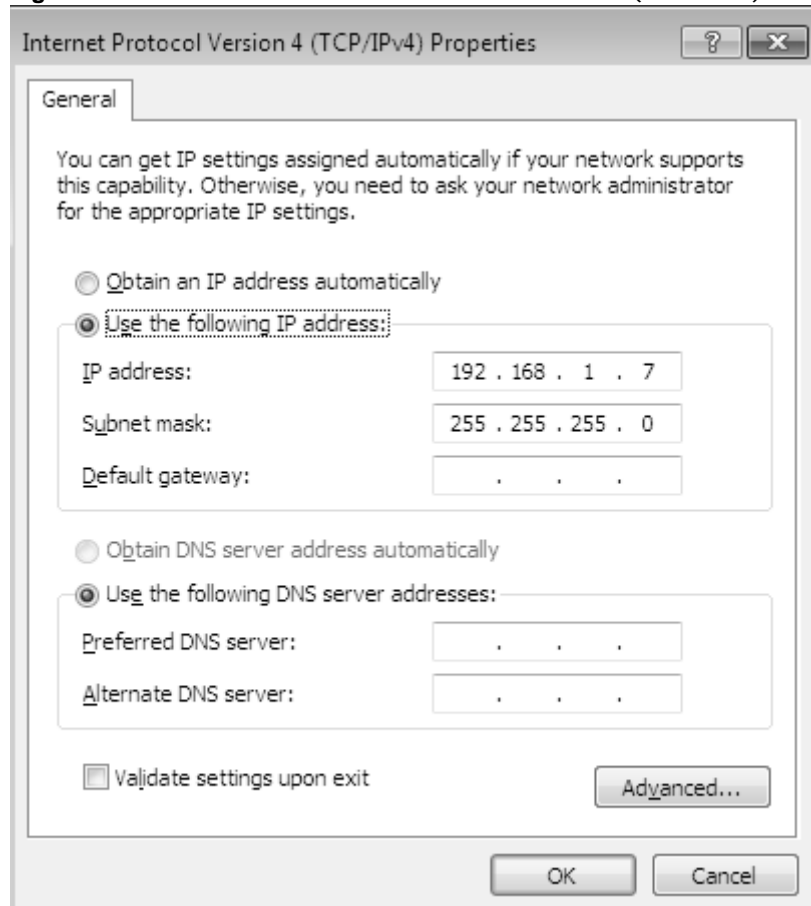 Internet Protocol Version 4 (TCP/IPv4) Properties
General
You can get IP settings assigned automatically if your network supports
this capability. Otherwise, you need to ask your network administrator
for the appropriate IP settings.
Obtain an IP address automatically
Use the following IP address:
IP address: 192 . 168 . 1 . 7
Subnet mask: 255 . 255 . 255 . 0
Default gateway: . . .
Obtain DNS server address automatically
Use the following DNS server addresses:
Preferred DNS server: . . .
Alternate DNS server: . . .
Validate settings upon exit
Advanced...
OK Cancel